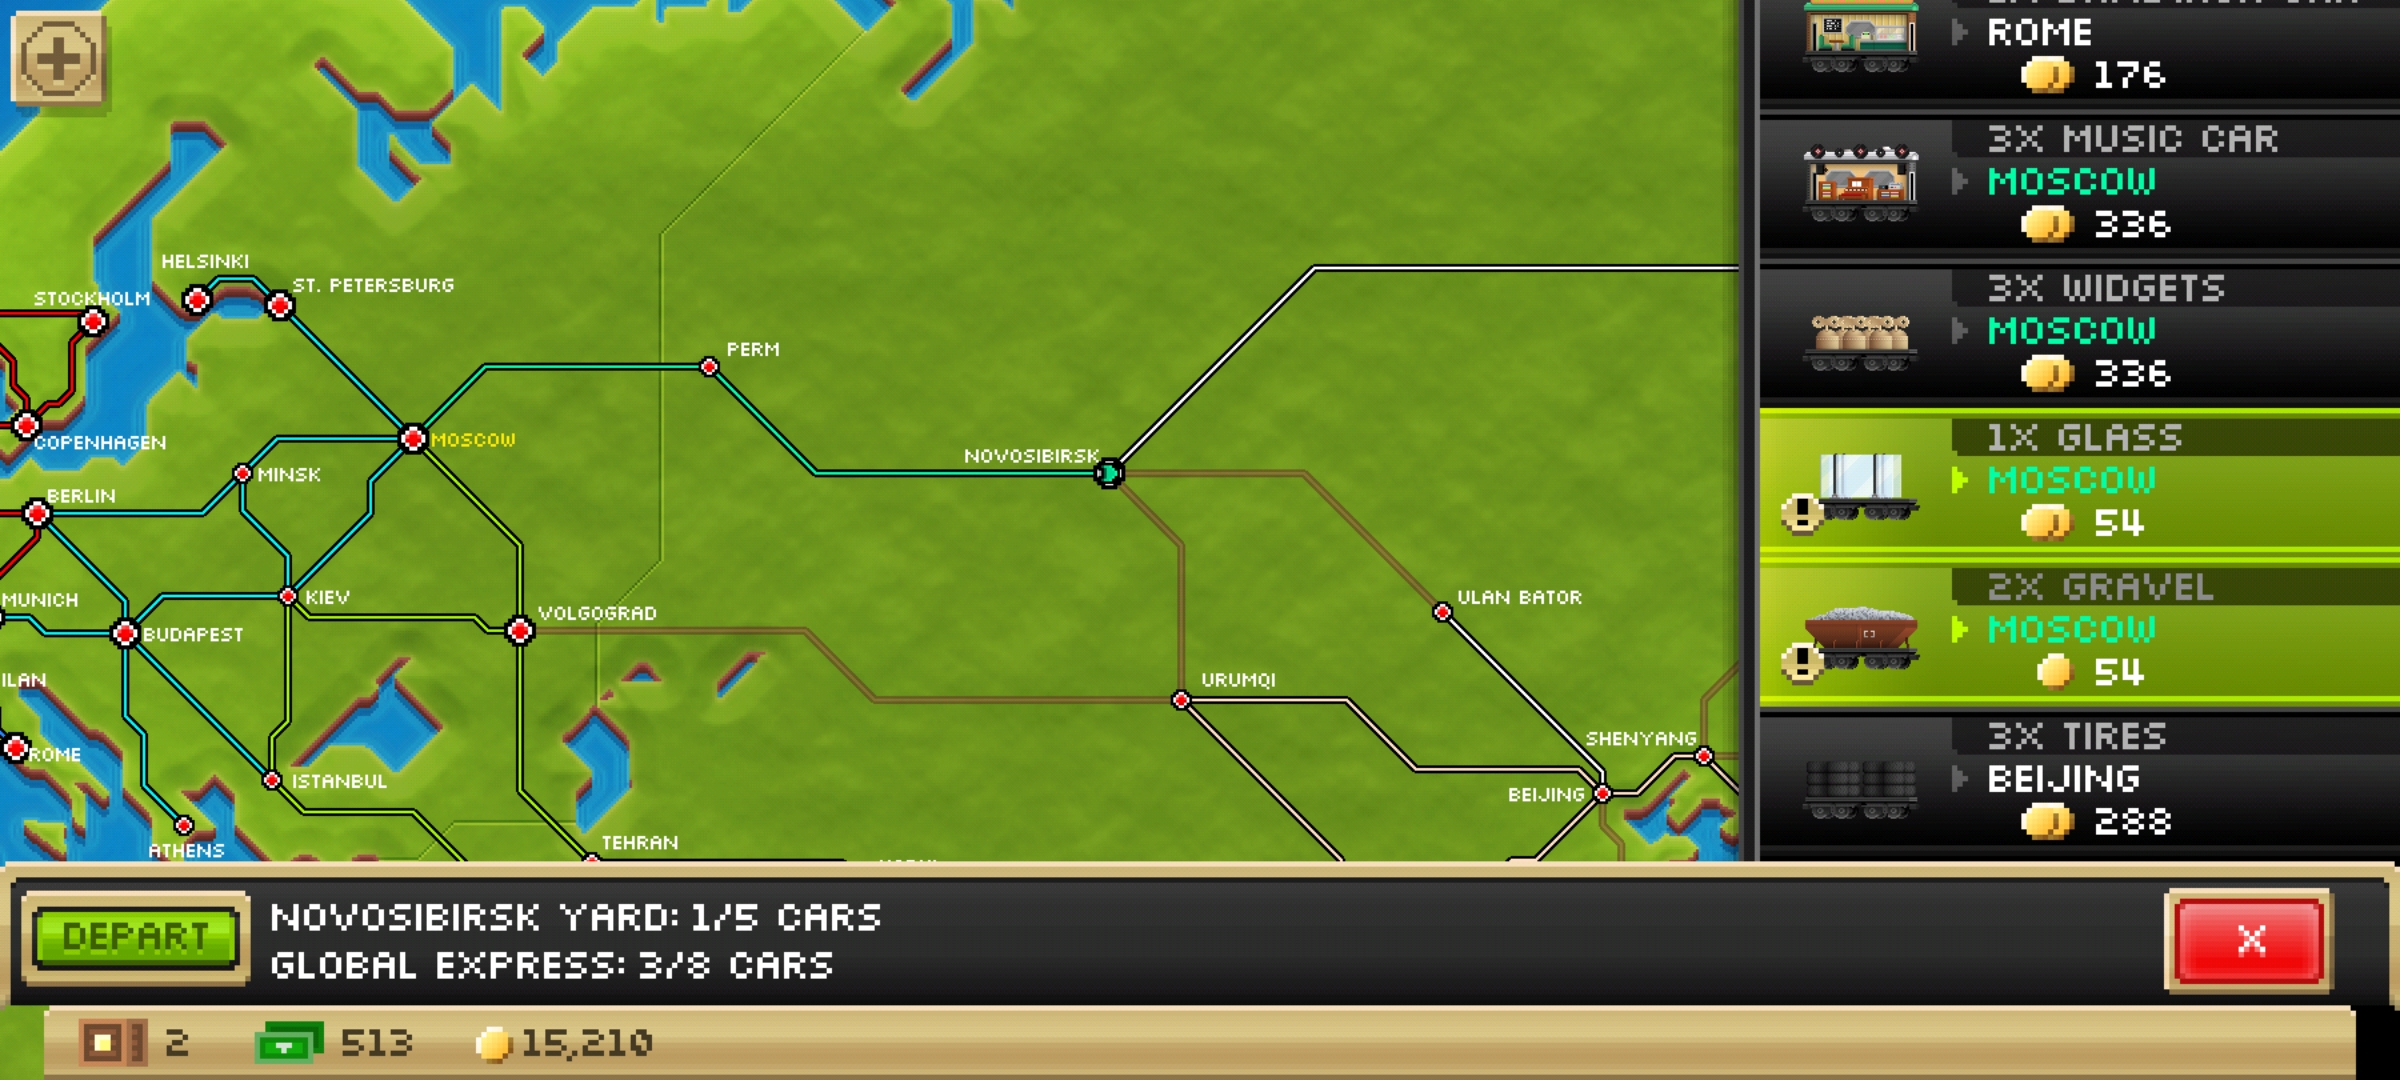 HELSINKI
ST. PETERSBURG
STOCKHOLM
PERM
COPENHAGEN
MOSCOW
MINSK
NOVOSIBIRSK
BERLIN
MUNICH
KIEV
VOLGOGRAD
ULAN BATOR
BUDAPEST
ILAN
URUMQI
ROME
SHENYANG
ISTANBUL
BEIJING
ATHENS
TEHRAN
ROME
176
3X MUSIC CAR
MOSCOW
336
3X WIDGETS
MOSCOW
336
1X GLASS
MOSCOW
54
2X GRAVEL
MOSCOW
54
3X TIRES
BEIJING
288
DEPART
NOVOSIBIRSK YARD: 1/5 CARS
GLOBAL EXPRESS: 3/8 CARS
X
2
513
15,210